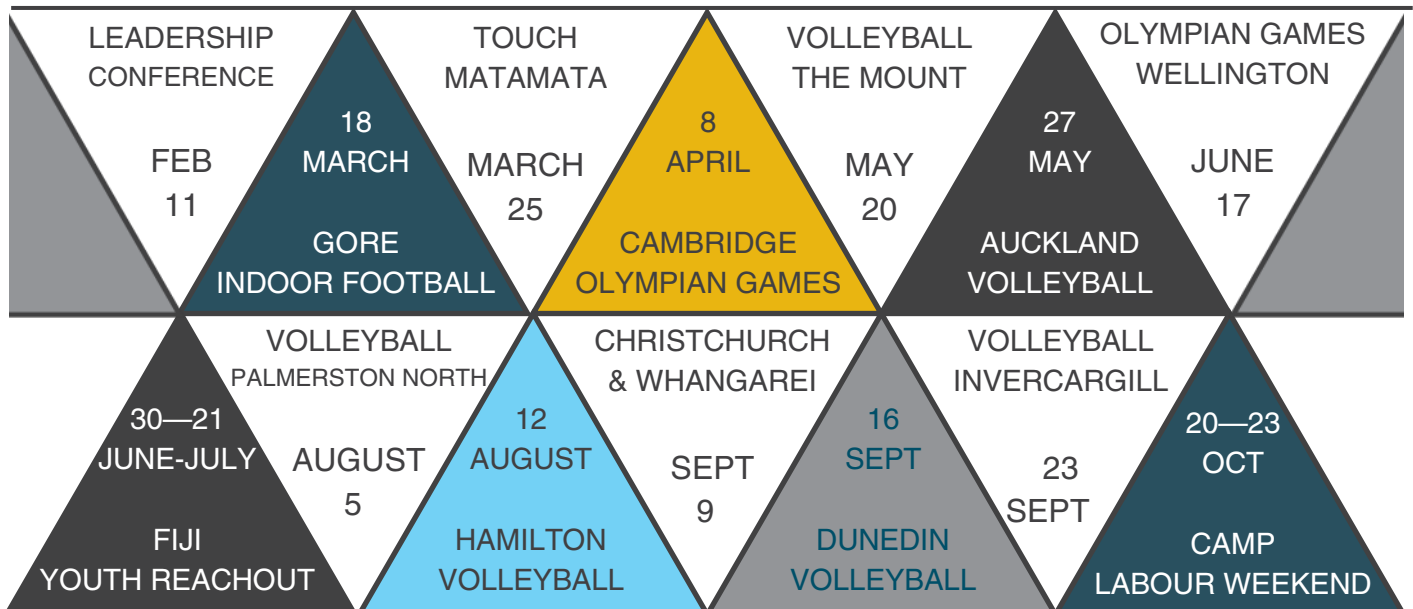 LEADERSHIP
CONFERENCE
FEB
11
18
MARCH
GORE
INDOOR FOOTBALL
TOUCH
MATAMATA
MARCH
25
8
APRIL
CAMBRIDGE
OLYMPIAN GAMES
VOLLEYBALL
THE MOUNT
MAY
20
27
MAY
AUCKLAND
VOLLEYBALL
OLYMPIAN GAMES
WELLINGTON
JUNE
17
30—21
JUNE-JULY
FIJI
YOUTH REACHOUT
VOLLEYBALL
PALMERSTON NORTH
AUGUST
5
12
AUGUST
HAMILTON
VOLLEYBALL
CHRISTCHURCH
& WHANGAREI
SEPT
9
16
SEPT
DUNEDIN
VOLLEYBALL
VOLLEYBALL
INVERCARGILL
23
SEPT
20—23
OCT
CAMP
LABOUR WEEKEND